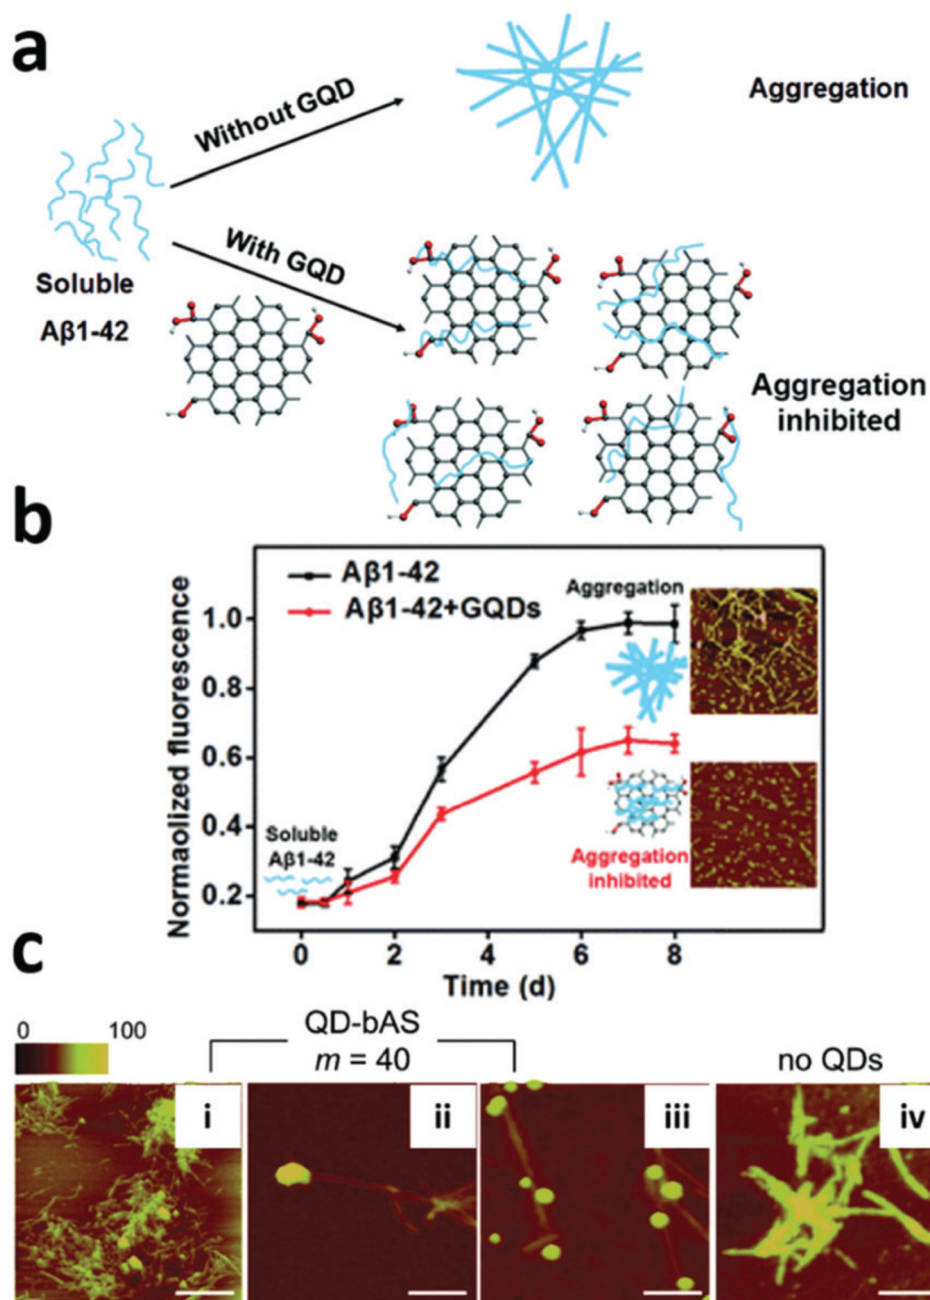 a
Without GQD
Aggregation
With GQD
Soluble
Aβ1-42
Aggregation
inhibited
b
Normaolized fluorescence
1.0
0.8
0.6
0.4
0.2
Aβ1-42
Aβ1-42+GQDs
Aggregation
Soluble
Aβ1-42
Aggregation
inhibited
0
2
4
6
8
Time (d)
c
0 100
QD-bAS
m = 40
no QDs
i
ii
iii
iv